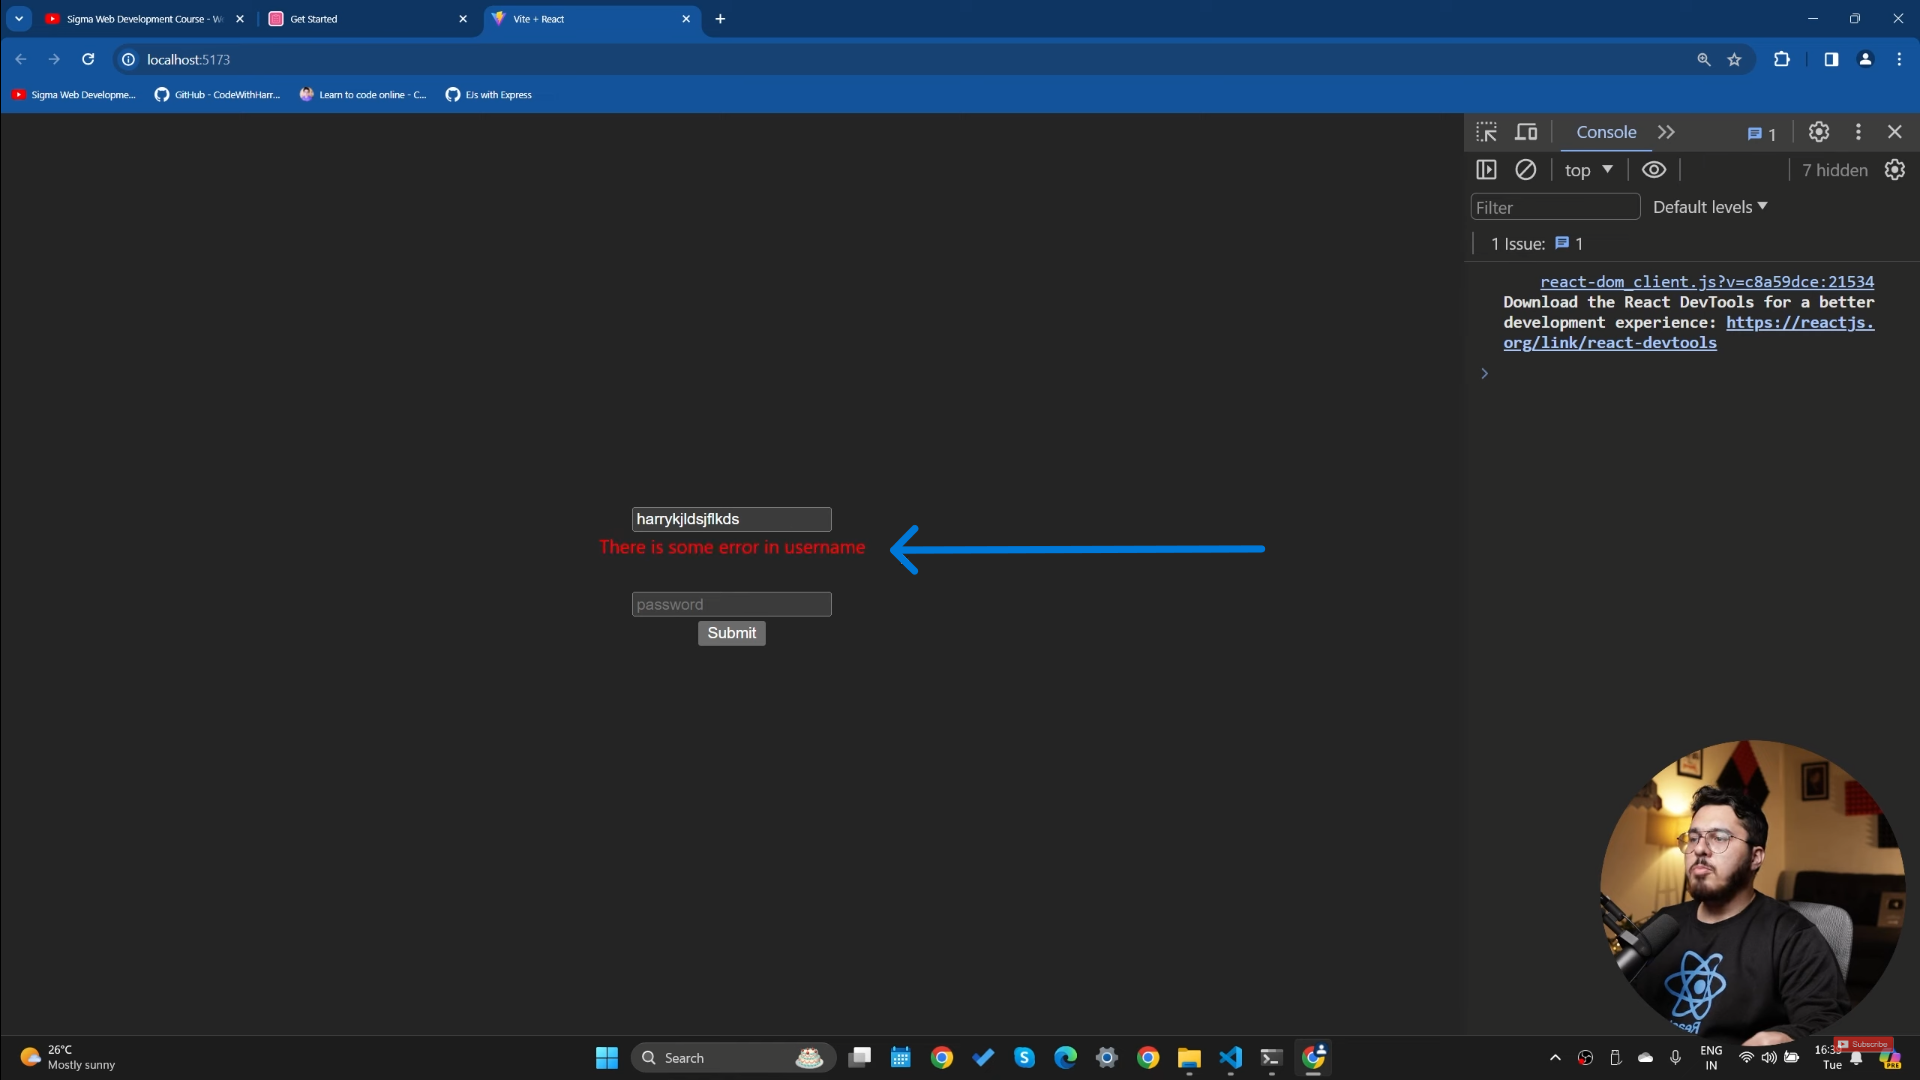 Sigma Web Development Course - W
Get Started
Vite + React
localhost:5173
Sigma Web Developme...
GitHub - CodeWithHarr...
Learn to code online - C...
EJs with Express
Console
1
top
7 hidden
Filter
Default levels
1 Issue:
1
react-dom_client.js?v=c8a59dce:21534
Download the React DevTools for a better
development experience: https://reactjs.
org/link/react-devtools
harrykjldsjflkds
There is some error in username
password
Submit
26°C
Mostly sunny
Search
ENG
IN
Tue
Subscribe
PRE